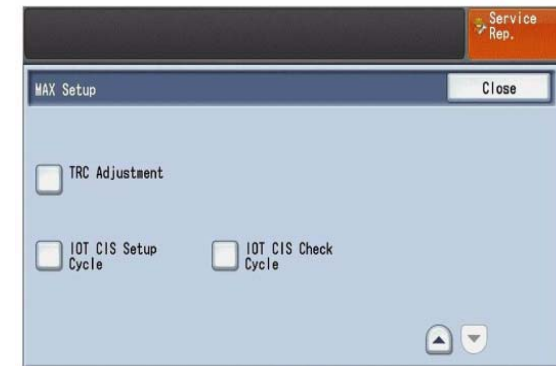 Service
Rep.
MAX Setup
Close
TRC Adjustment
IOT CIS Setup
Cycle
IOT CIS Check
Cycle